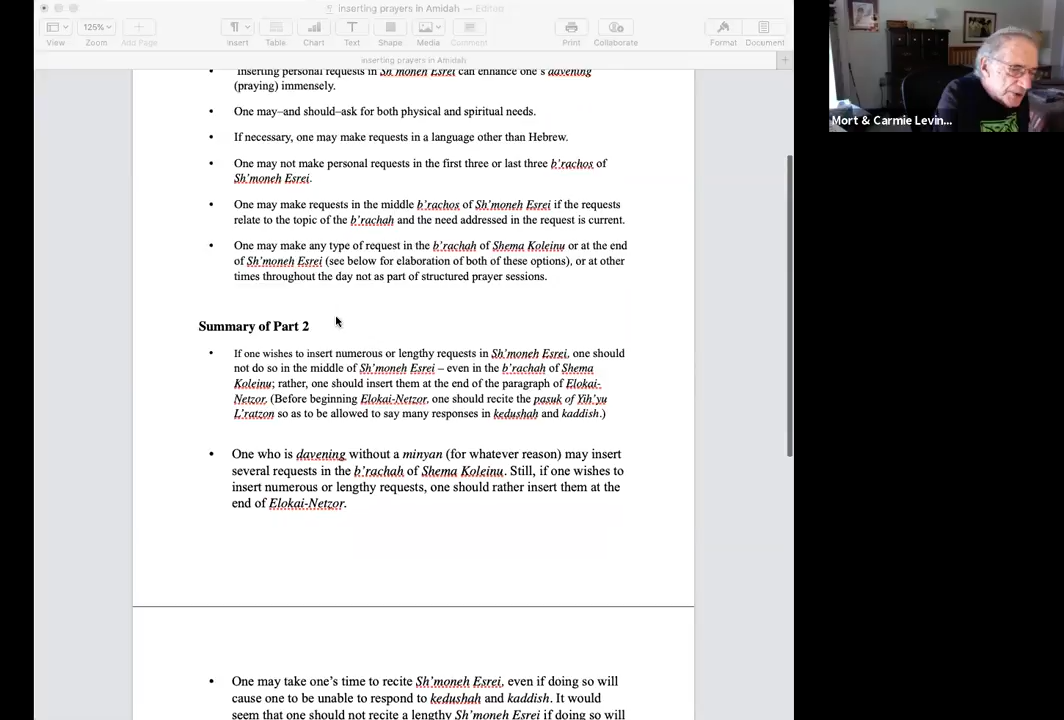 inserting prayers in Amidah — Edited
125%
View
Zoom
Add Page
Insert
Table
Chart
Text
Shape
Media
Comment
Print
Collaborate
Format
Document
inserting prayers in Amidah
Inserting personal requests in Sh'moneh Esrei can enhance one's davening
(praying) immensely.
• One may–and should–ask for both physical and spiritual needs.
• If necessary, one may make requests in a language other than Hebrew.
• One may not make personal requests in the first three or last three b'rachos of
Sh'moneh Esrei.
• One may make requests in the middle b'rachos of Sh'moneh Esrei if the requests
relate to the topic of the b'rachah and the need addressed in the request is current.
• One may make any type of request in the b'rachah of Shema Koleinu or at the end
of Sh'moneh Esrei (see below for elaboration of both of these options), or at other
times throughout the day not as part of structured prayer sessions.
Summary of Part 2
• If one wishes to insert numerous or lengthy requests in Sh'moneh Esrei, one should
not do so in the middle of Sh'moneh Esrei – even in the b'rachah of Shema
Koleinu; rather, one should insert them at the end of the paragraph of Elokai-
Netzor. (Before beginning Elokai-Netzor, one should recite the pasuk of Yih'yu
L'ratzon so as to be allowed to say many responses in kedushah and kaddish.)
• One who is davening without a minyan (for whatever reason) may insert
several requests in the b'rachah of Shema Koleinu. Still, if one wishes to
insert numerous or lengthy requests, one should rather insert them at the
end of Elokai-Netzor.
• One may take one's time to recite Sh'moneh Esrei, even if doing so will
cause one to be unable to respond to kedushah and kaddish. It would
seem that one should not recite a lengthy Sh'moneh Esrei if doing so will
Mort & Carmie Levin...